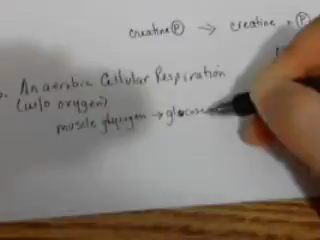 creatine Ⓟ → creatine + Ⓟ
Anaerobic Cellular Respiration
(w/o oxygen)
muscle glycogen → glucose